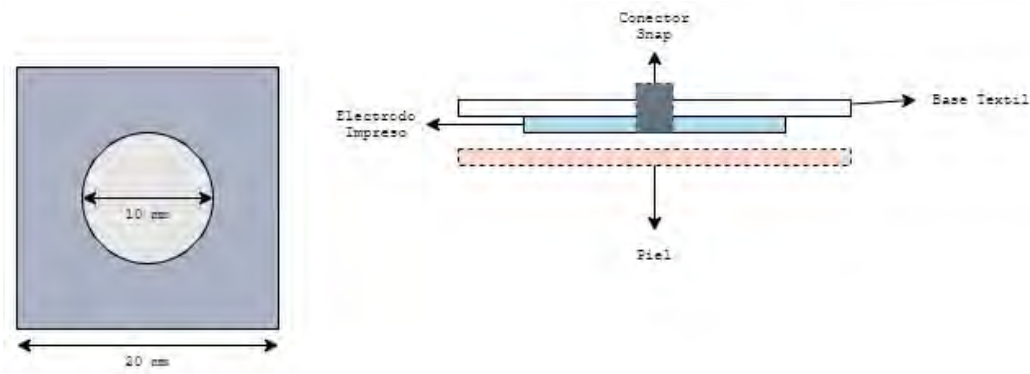 Conector
Snap
Base Textil
Electrodo
Impreso
10 mm
Piel
20 mm